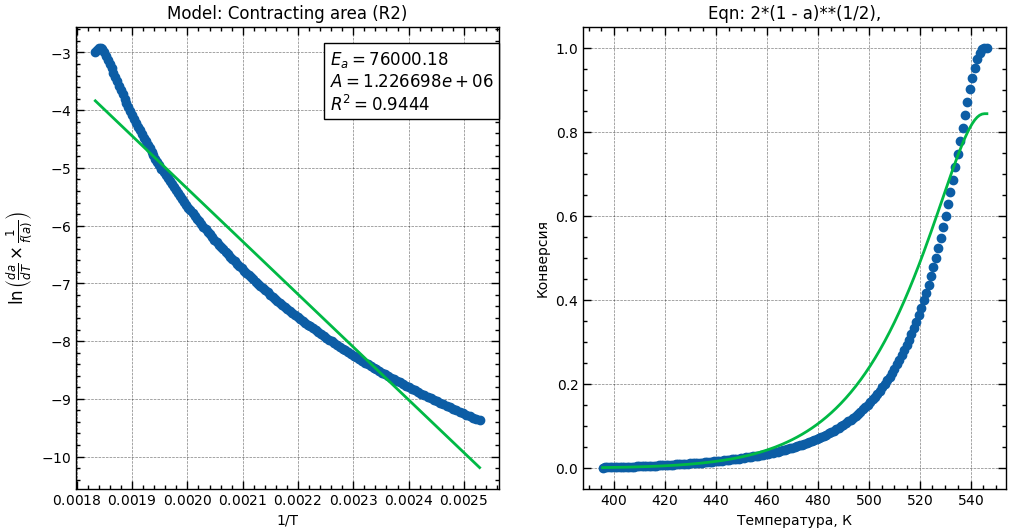 Model: Contracting area (R2)
ln(da/dT × 1/f(a))
−3
−4
−5
−6
−7
−8
−9
−10
E_a = 76000.18
A = 1.226698e + 06
R² = 0.9444
0.0018 0.0019 0.0020 0.0021 0.0022 0.0023 0.0024 0.0025
1/T
Eqn: 2*(1 - a)**(1/2),
Конверсия
1.0
0.8
0.6
0.4
0.2
0.0
400 420 440 460 480 500 520 540
Температура, К